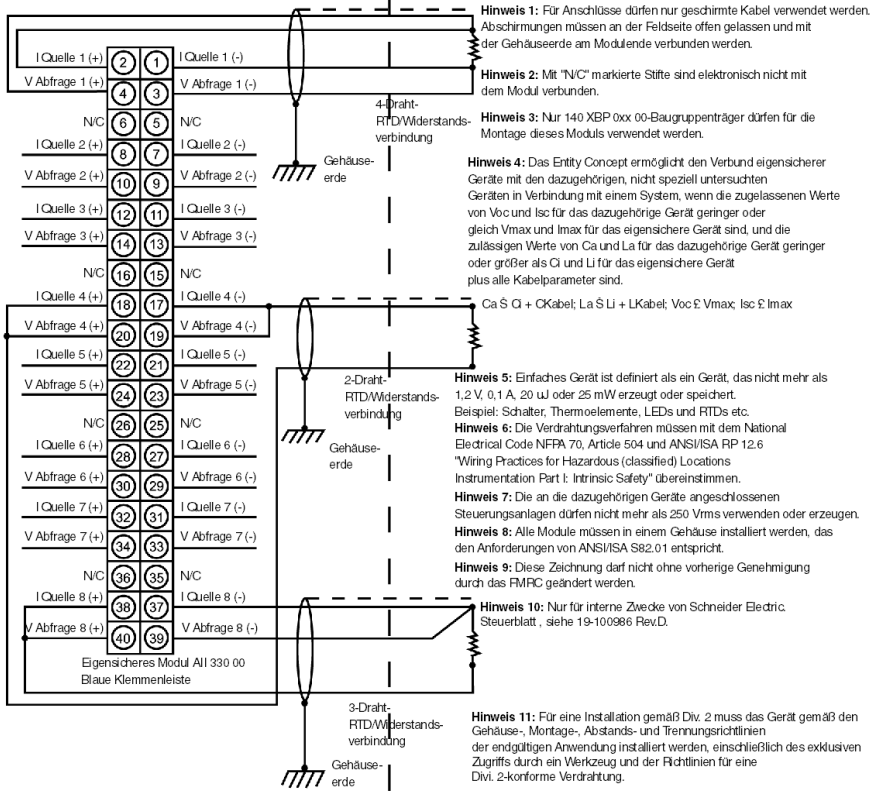 Hinweis 1: Für Anschlüsse dürfen nur geschirmte Kabel verwendet werden.
Abschirmungen müssen an der Feldseite offen gelassen und mit
der Gehäuseerde am Modulende verbunden werden.
Hinweis 2: Mit "N/C" markierte Stifte sind elektronisch nicht mit
dem Modul verbunden.
Hinweis 3: Nur 140 XBP 0xx 00-Baugruppenträger dürfen für die
Montage dieses Moduls verwendet werden.
Hinweis 4: Das Entity Concept ermöglicht den Verbund eigensicherer
Geräte mit den dazugehörigen, nicht speziell untersuchten
Geräten in Verbindung mit einem System, wenn die zugelassenen Werte
von Voc und Isc für das dazugehörige Gerät geringer oder
gleich Vmax und Imax für das eigensichere Gerät sind, und die
zulässigen Werte von Ca und La für das dazugehörige Gerät geringer
oder größer als Ci und Li für das eigensichere Gerät
plus alle Kabelparameter sind.
Ca Š Ci + CKabel; La Š Li + LKabel; Voc £ Vmax; Isc £ Imax
Hinweis 5: Einfaches Gerät ist definiert als ein Gerät, das nicht mehr als
1,2 V, 0,1 A, 20 uJ oder 25 mW erzeugt oder speichert.
Beispiel: Schalter, Thermoelemente, LEDs und RTDs etc.
Hinweis 6: Die Verdrahtungsverfahren müssen mit dem National
Electrical Code NFPA 70, Article 504 und ANSI/ISA RP 12.6
"Wiring Practices for Hazardous (classified) Locations
Instrumentation Part I: Intrinsic Safety" übereinstimmen.
Hinweis 7: Die an die dazugehörigen Geräte angeschlossenen
Steuerungsanlagen dürfen nicht mehr als 250 Vrms verwenden oder erzeugen.
Hinweis 8: Alle Module müssen in einem Gehäuse installiert werden, das
den Anforderungen von ANSI/ISA S82.01 entspricht.
Hinweis 9: Diese Zeichnung darf nicht ohne vorherige Genehmigung
durch das FMRC geändert werden.
Hinweis 10: Nur für interne Zwecke von Schneider Electric.
Steuerblatt , siehe 19-100986 Rev.D.
Hinweis 11: Für eine Installation gemäß Div. 2 muss das Gerät gemäß den
Gehäuse-, Montage-, Abstands- und Trennungsrichtlinien
der endgültigen Anwendung installiert werden, einschließlich des exklusiven
Zugriffs durch ein Werkzeug und der Richtlinien für eine
Divi. 2-konforme Verdrahtung.
I Quelle 1 (+) 2 1 I Quelle 1 (-)
V Abfrage 1 (+) 4 3 V Abfrage 1 (-)
N/C 6 5 N/C
I Quelle 2 (+) 8 7 I Quelle 2 (-)
V Abfrage 2 (+) 10 9 V Abfrage 2 (-)
I Quelle 3 (+) 12 11 I Quelle 3 (-)
V Abfrage 3 (+) 14 13 V Abfrage 3 (-)
N/C 16 15 N/C
I Quelle 4 (+) 18 17 I Quelle 4 (-)
V Abfrage 4 (+) 20 19 V Abfrage 4 (-)
I Quelle 5 (+) 22 21 I Quelle 5 (-)
V Abfrage 5 (+) 24 23 V Abfrage 5 (-)
N/C 26 25 N/C
I Quelle 6 (+) 28 27 I Quelle 6 (-)
V Abfrage 6 (+) 30 29 V Abfrage 6 (-)
I Quelle 7 (+) 32 31 I Quelle 7 (-)
V Abfrage 7 (+) 34 33 V Abfrage 7 (-)
N/C 36 35 N/C
I Quelle 8 (+) 38 37 I Quelle 8 (-)
V Abfrage 8 (+) 40 39 V Abfrage 8 (-)
Eigensicheres Modul AII 330 00
Blaue Klemmenleiste
4-Draht-
RTD/Widerstands-
verbindung
Gehäuse-
erde
2-Draht-
RTD/Widerstands-
verbindung
Gehäuse-
erde
3-Draht-
RTD/Widerstands-
verbindung
Gehäuse-
erde